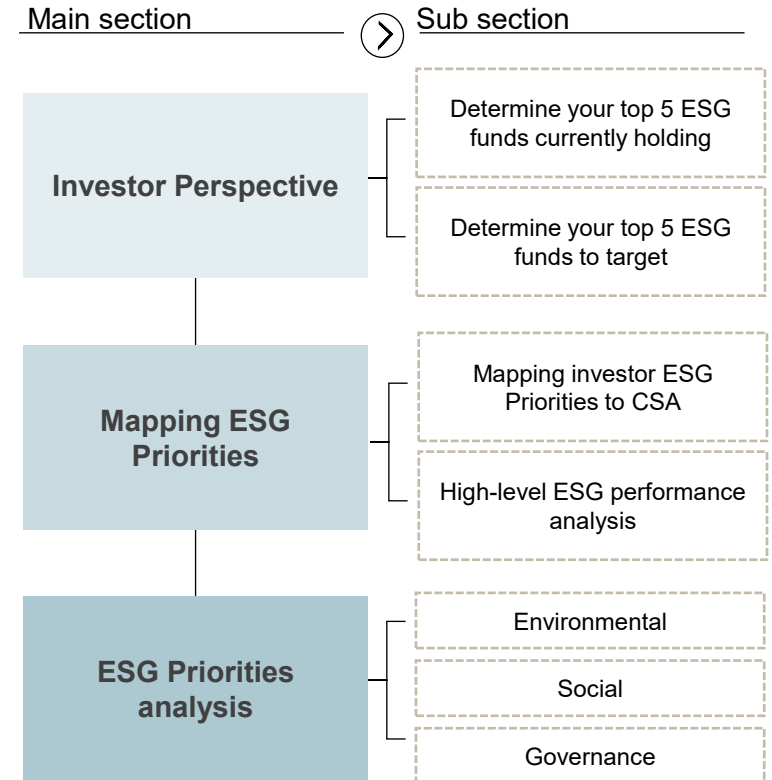 Main section
Sub section
Investor Perspective
Determine your top 5 ESG
funds currently holding
Determine your top 5 ESG
funds to target
Mapping ESG
Priorities
Mapping investor ESG
Priorities to CSA
High-level ESG performance
analysis
ESG Priorities
analysis
Environmental
Social
Governance